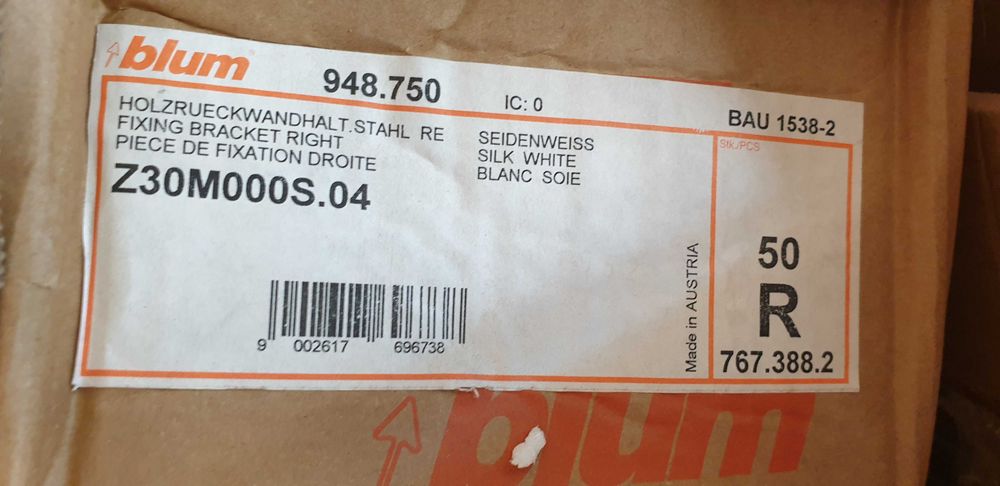 blum
948.750
IC: 0
BAU 1538-2
HOLZRUECKWANDHALT.STAHL RE
FIXING BRACKET RIGHT
PIECE DE FIXATION DROITE
SEIDENWEISS
SILK WHITE
BLANC SOIE
Z30M000S.04
Stk./PCS
50
R
767.388.2
Made in AUSTRIA
9 002617 696738
blum